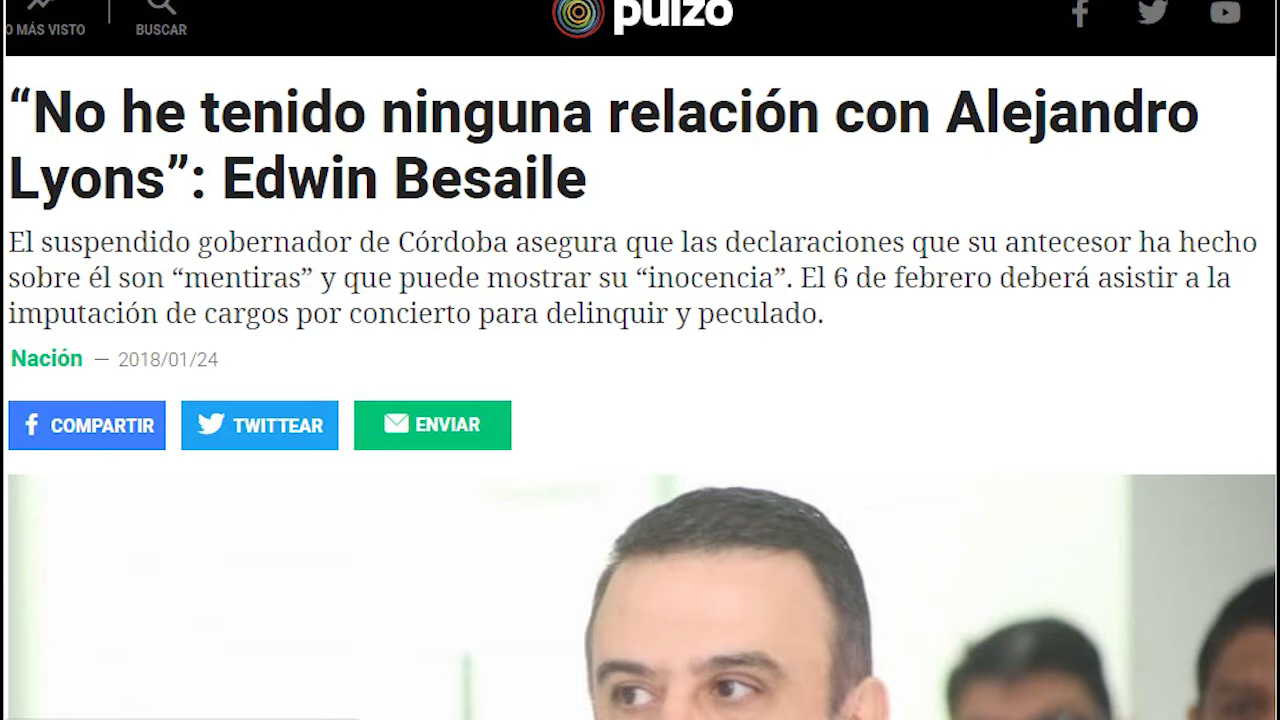 O MÁS VISTO
BUSCAR
pulzo
“No he tenido ninguna relación con Alejandro
Lyons”: Edwin Besaile
El suspendido gobernador de Córdoba asegura que las declaraciones que su antecesor ha hecho
sobre él son “mentiras” y que puede mostrar su “inocencia”. El 6 de febrero deberá asistir a la
imputación de cargos por concierto para delinquir y peculado.
Nación — 2018/01/24
COMPARTIR TWITTEAR ENVIAR